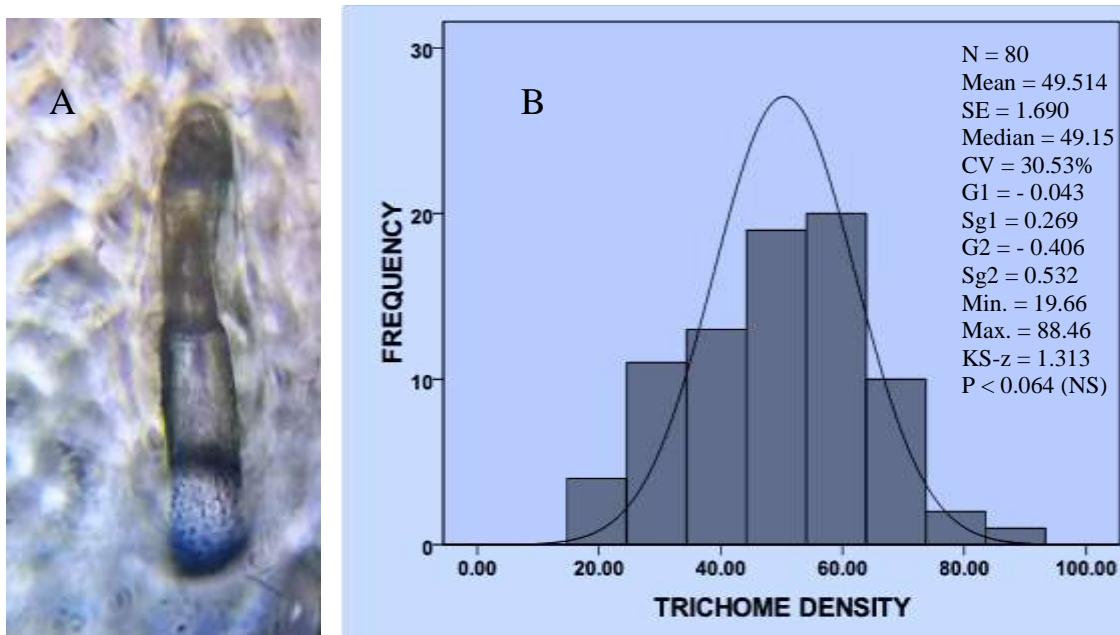 A
B
N = 80
Mean = 49.514
SE = 1.690
Median = 49.15
CV = 30.53%
G1 = - 0.043
Sg1 = 0.269
G2 = - 0.406
Sg2 = 0.532
Min. = 19.66
Max. = 88.46
KS-z = 1.313
P < 0.064 (NS)
FREQUENCY
30
20
10
0
0.00 20.00 40.00 60.00 80.00 100.00
TRICHOME DENSITY